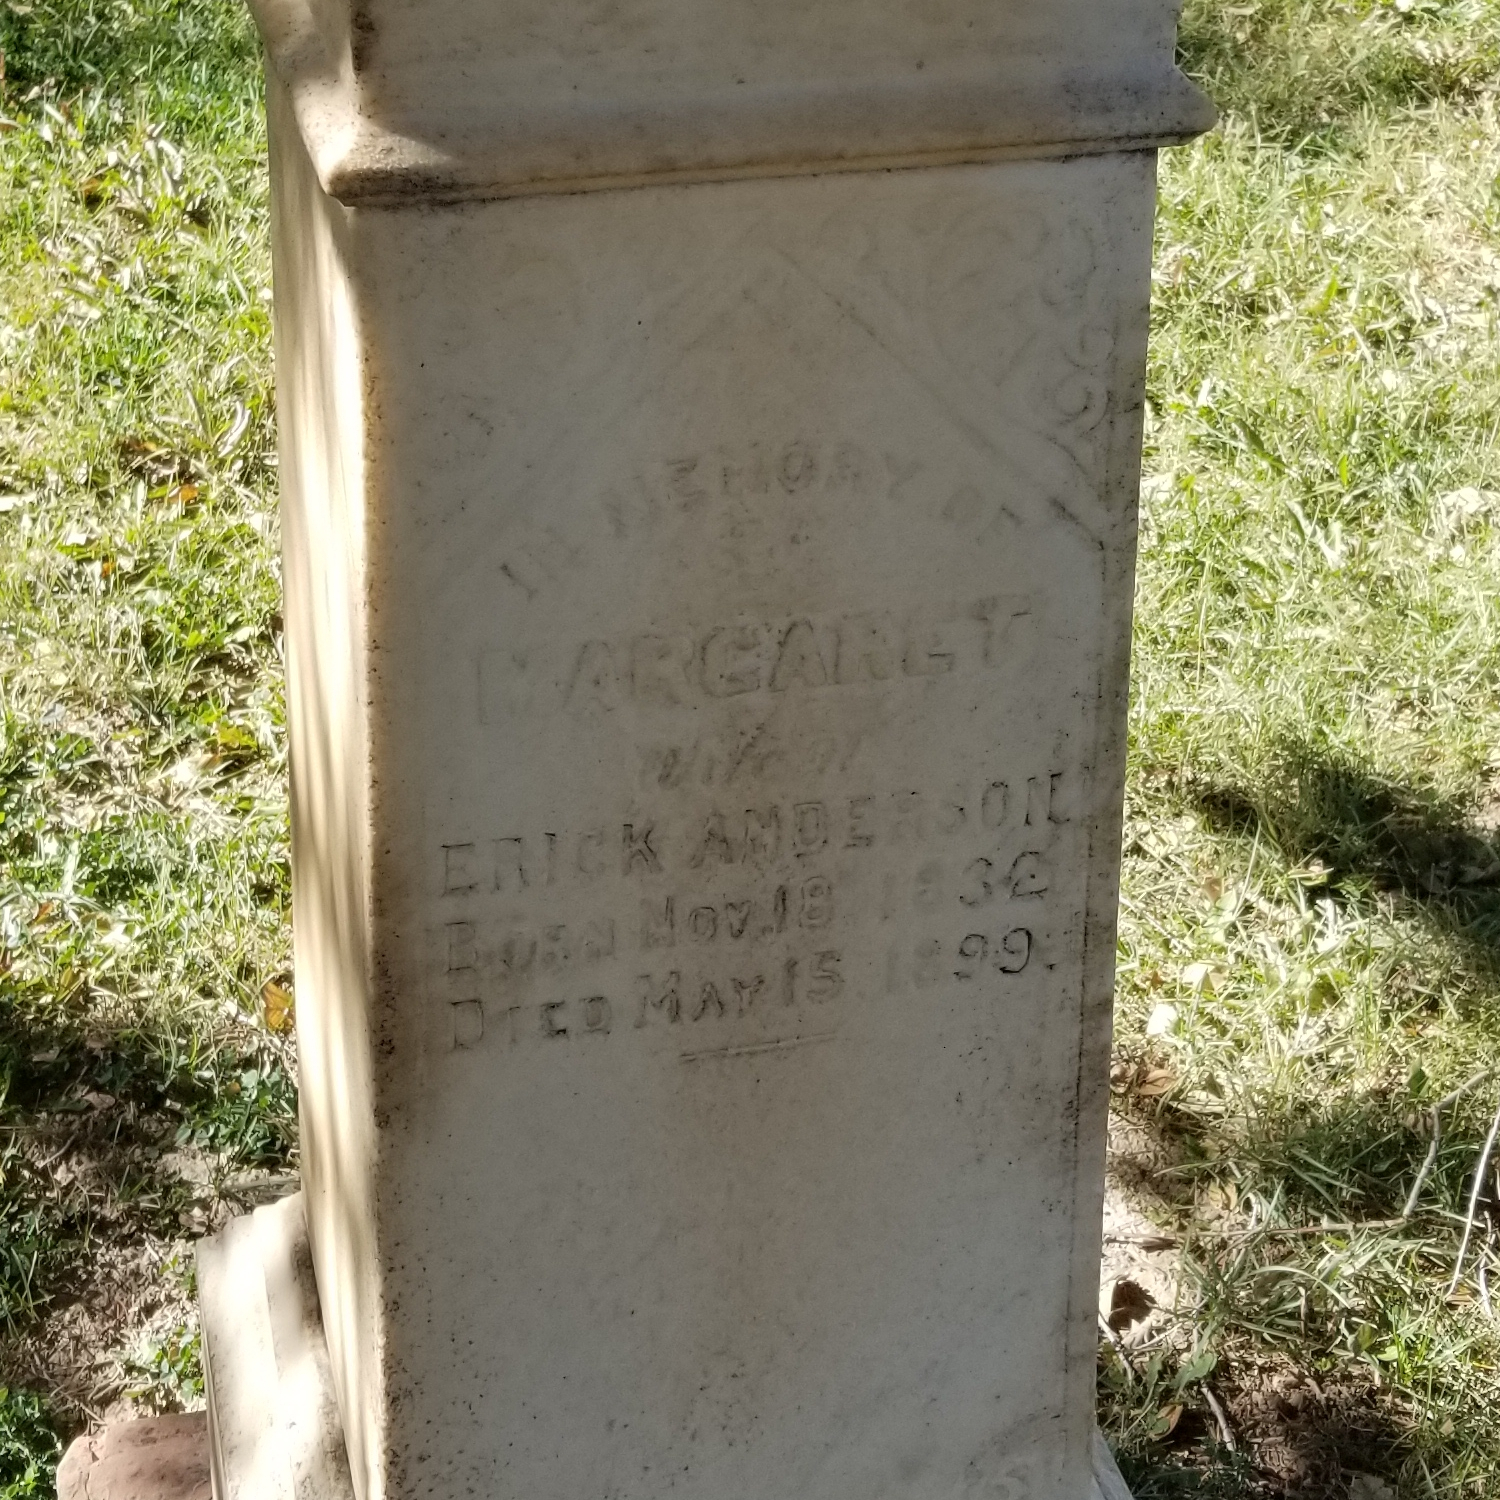 IN MEMORY OF
MARGARET
Wife of
ERICK ANDERSON
BORN NOV. 18, 1832
DIED MAY 15, 1899.